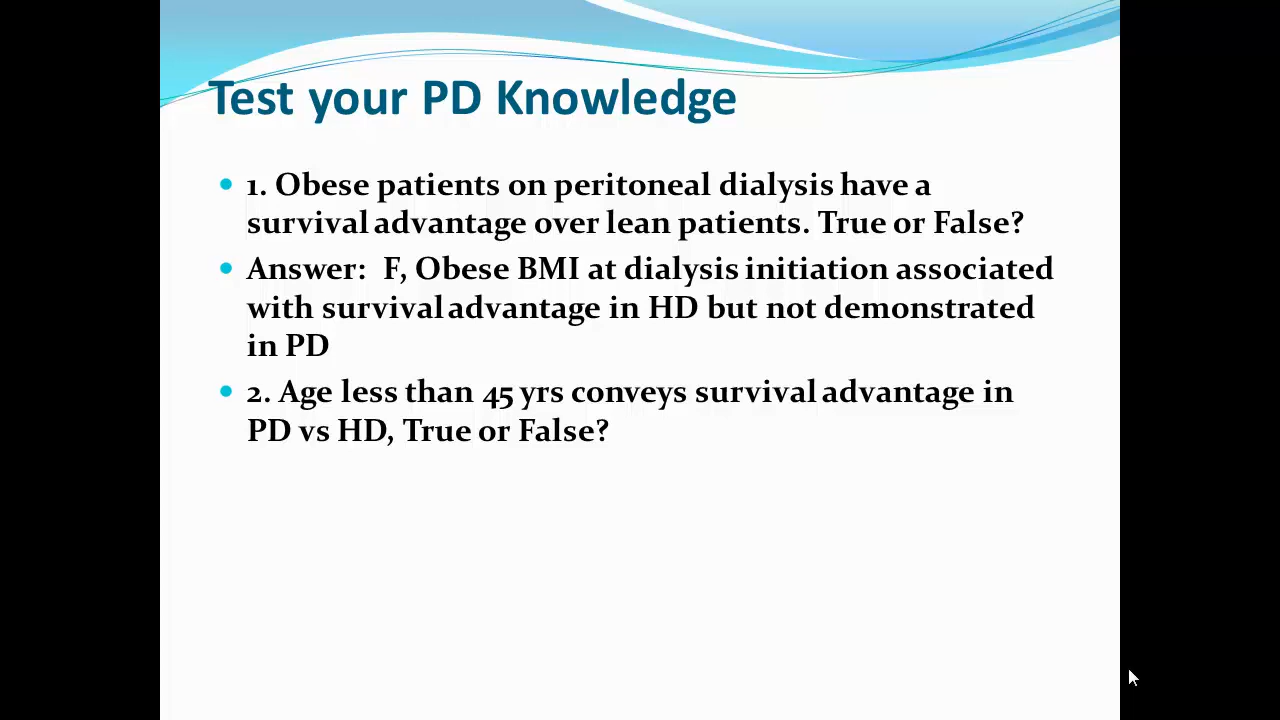 Test your PD Knowledge
1. Obese patients on peritoneal dialysis have a
survival advantage over lean patients. True or False?
Answer: F, Obese BMI at dialysis initiation associated
with survival advantage in HD but not demonstrated
in PD
2. Age less than 45 yrs conveys survival advantage in
PD vs HD, True or False?